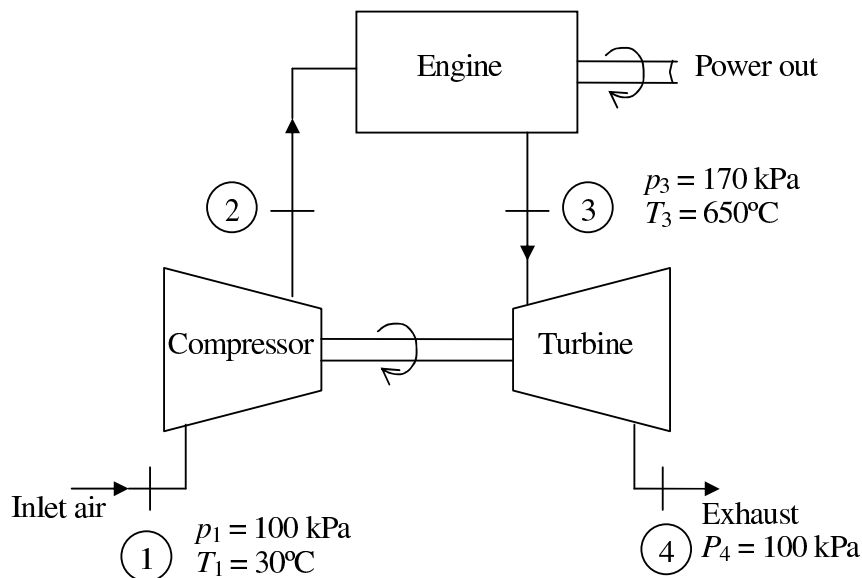 Engine
Power out
2
3
p3 = 170 kPa
T3 = 650ºC
Compressor
Turbine
Inlet air
1
p1 = 100 kPa
T1 = 30ºC
Exhaust
4
P4 = 100 kPa